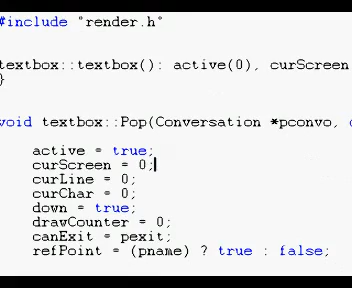 #include "render.h"
textbox::textbox(): active(0), curScreen
}
void textbox::Pop(Conversation *pconvo,
active = true;
curScreen = 0;
curLine = 0;
curChar = 0;
down = true;
drawCounter = 0;
canExit = pexit;
refPoint = (pname) ? true : false;